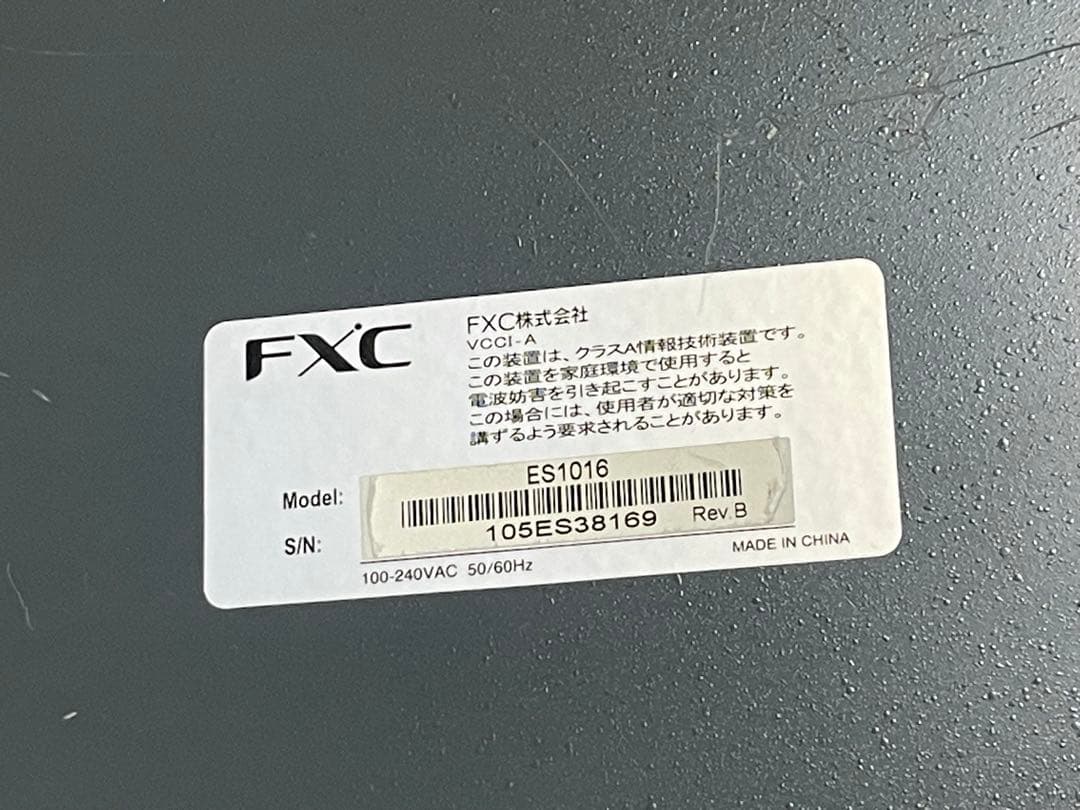 FXC
FXC株式会社
VCCI-A
この装置は、クラスA情報技術装置です。
この装置を家庭環境で使用すると
電波妨害を引き起こすことがあります。
この場合には、使用者が適切な対策を
講ずるよう要求されることがあります。
Model: ES1016
S/N: 105ES38169 Rev.B
100-240VAC 50/60Hz MADE IN CHINA